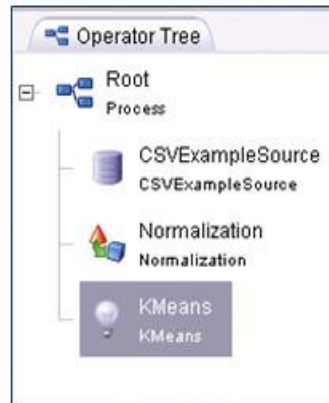 Operator Tree
Root
Process
CSVExampleSource
CSVExampleSource
Normalization
Normalization
KMeans
KMeans